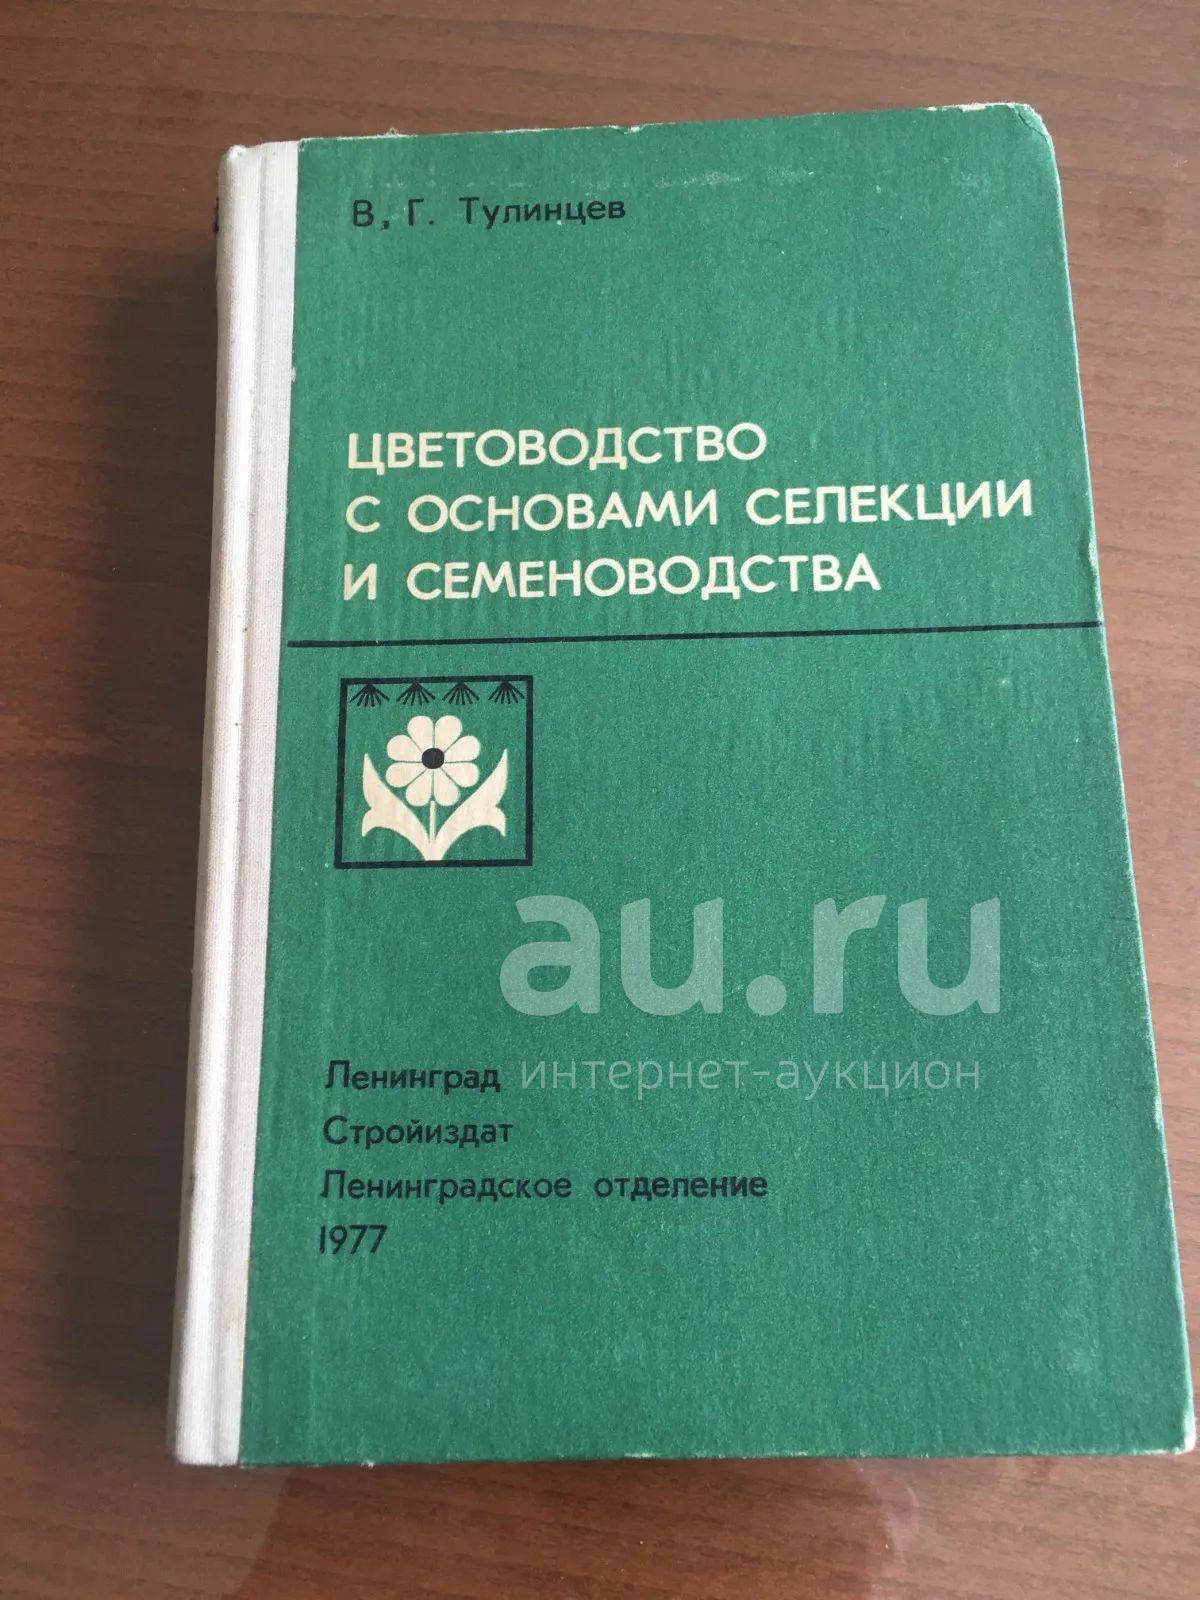 В. Г. Тулинцев
ЦВЕТОВОДСТВО
С ОСНОВАМИ СЕЛЕКЦИИ
И СЕМЕНОВОДСТВА
au.ru
интернет-аукцион
Ленинград
Стройиздат
Ленинградское отделение
1977